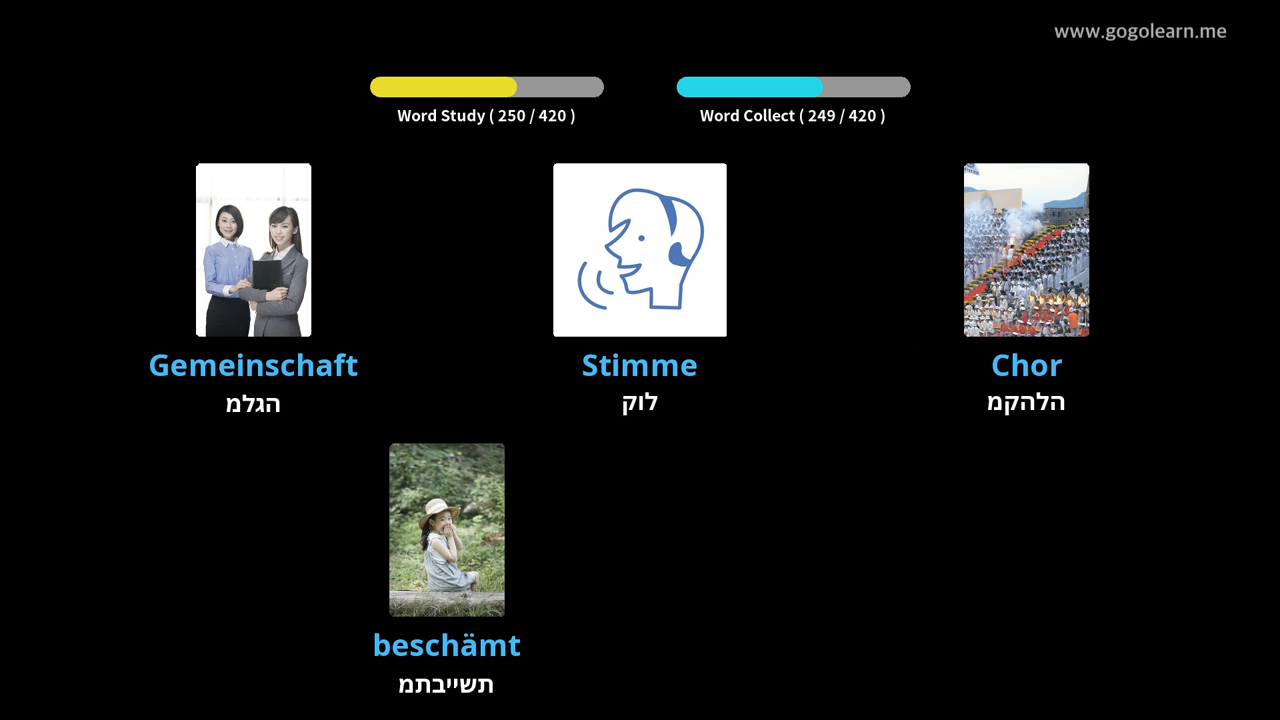 www.gogolearn.me
Word Study ( 250 / 420 )
Word Collect ( 249 / 420 )
Gemeinschaft
הגלמ
Stimme
לוק
Chor
הלהקמ
beschämt
תשייבתמ